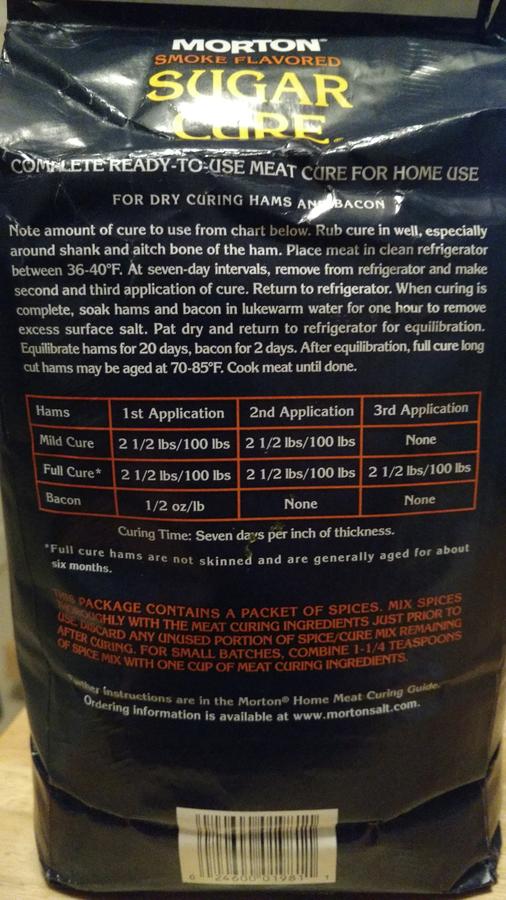 MORTON®
SMOKE FLAVORED
SUGAR
CURE
COMPLETE READY-TO-USE MEAT CURE FOR HOME USE
FOR DRY CURING HAMS AND BACON
Note amount of cure to use from chart below. Rub cure in well, especially
around shank and aitch bone of the ham. Place meat in clean refrigerator
between 36-40°F. At seven-day intervals, remove from refrigerator and make
second and third application of cure. Return to refrigerator. When curing is
complete, soak hams and bacon in lukewarm water for one hour to remove
excess surface salt. Pat dry and return to refrigerator for equilibration.
Equilibrate hams for 20 days, bacon for 2 days. After equilibration, full cure long
cut hams may be aged at 70-85°F. Cook meat until done.
Hams 1st Application 2nd Application 3rd Application
Mild Cure 2 1/2 lbs/100 lbs 2 1/2 lbs/100 lbs None
Full Cure* 2 1/2 lbs/100 lbs 2 1/2 lbs/100 lbs 2 1/2 lbs/100 lbs
Bacon 1/2 oz/lb None None
Curing Time: Seven days per inch of thickness.
*Full cure hams are not skinned and are generally aged for about
six months.
THIS PACKAGE CONTAINS A PACKET OF SPICES. MIX SPICES
THOROUGHLY WITH THE MEAT CURING INGREDIENTS JUST PRIOR TO
USE. DISCARD ANY UNUSED PORTION OF SPICE/CURE MIX REMAINING
AFTER CURING. FOR SMALL BATCHES, COMBINE 1-1/4 TEASPOONS
OF SPICE MIX WITH ONE CUP OF MEAT CURING INGREDIENTS.
Further instructions are in the Morton® Home Meat Curing Guide.
Ordering information is available at www.mortonsalt.com.
0 24600 01981 1